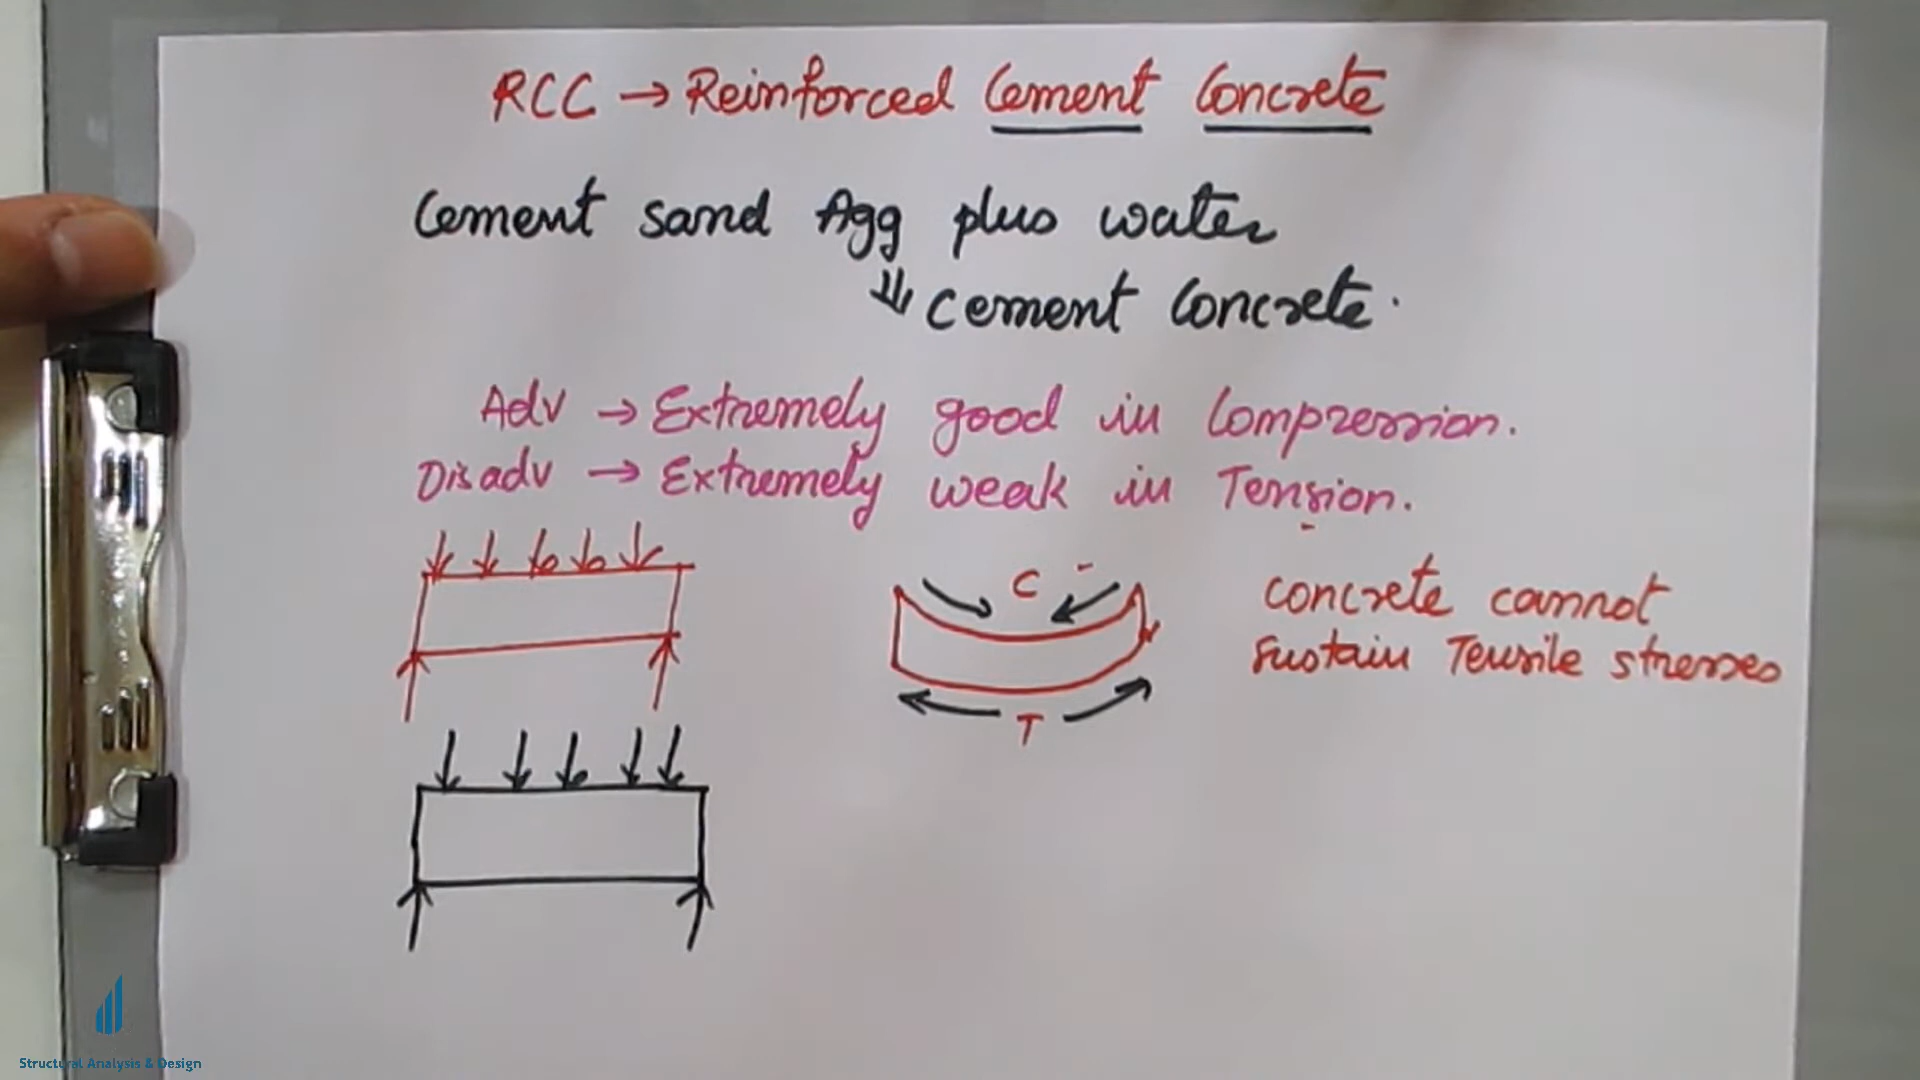 RCC → Reinforced Cement Concrete
Cement sand Agg plus water
⇓ cement concrete.
Adv → Extremely good in compression.
Disadv → Extremely weak in Tension.
C
T
concrete cannot
sustain Tensile stresses
Structural Analysis & Design